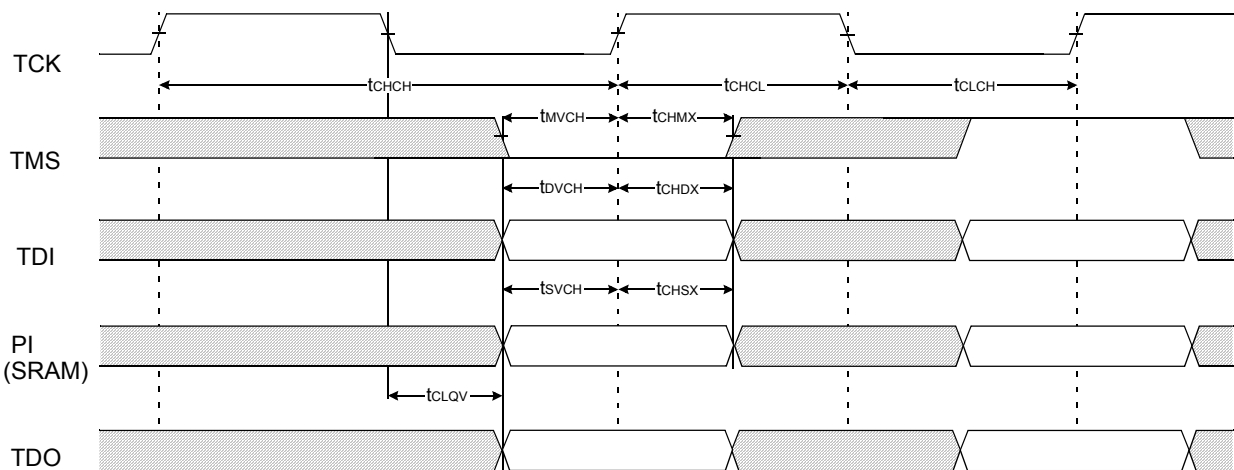 TCK
tCHCH tCHCL tCLCH
tMVCH tCHMX
TMS
tDVCH tCHDX
TDI
tSVCH tCHSX
PI
(SRAM)
tCLQV
TDO